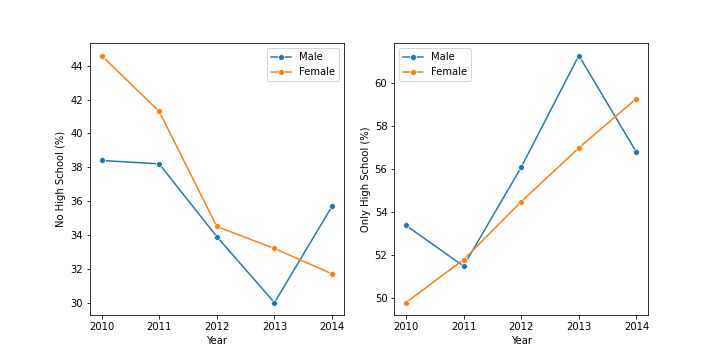 No High School (%)
44
42
40
38
36
34
32
30
2010 2011 2012 2013 2014
Year
Male
Female
Only High School (%)
60
58
56
54
52
50
2010 2011 2012 2013 2014
Year
Male
Female